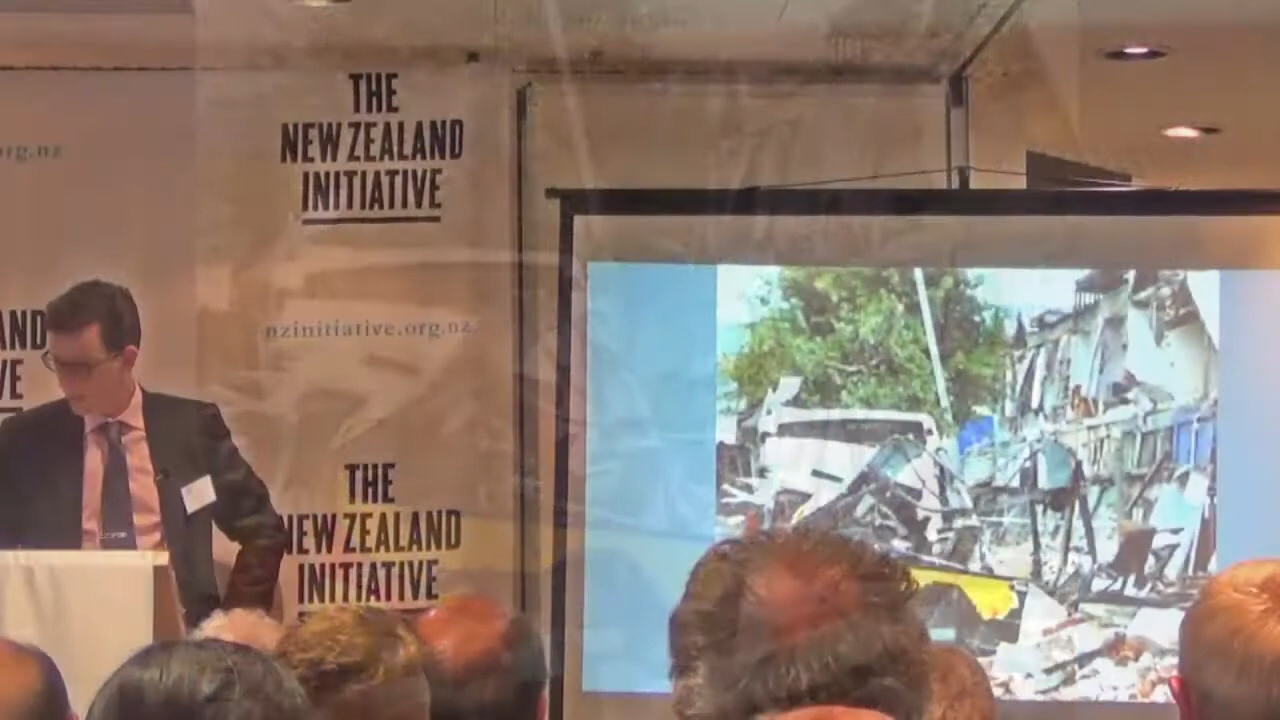 org.nz
THE
NEW ZEALAND
INITIATIVE
nzinitiative.org.nz
AND
VE
THE
NEW ZEALAND
INITIATIVE